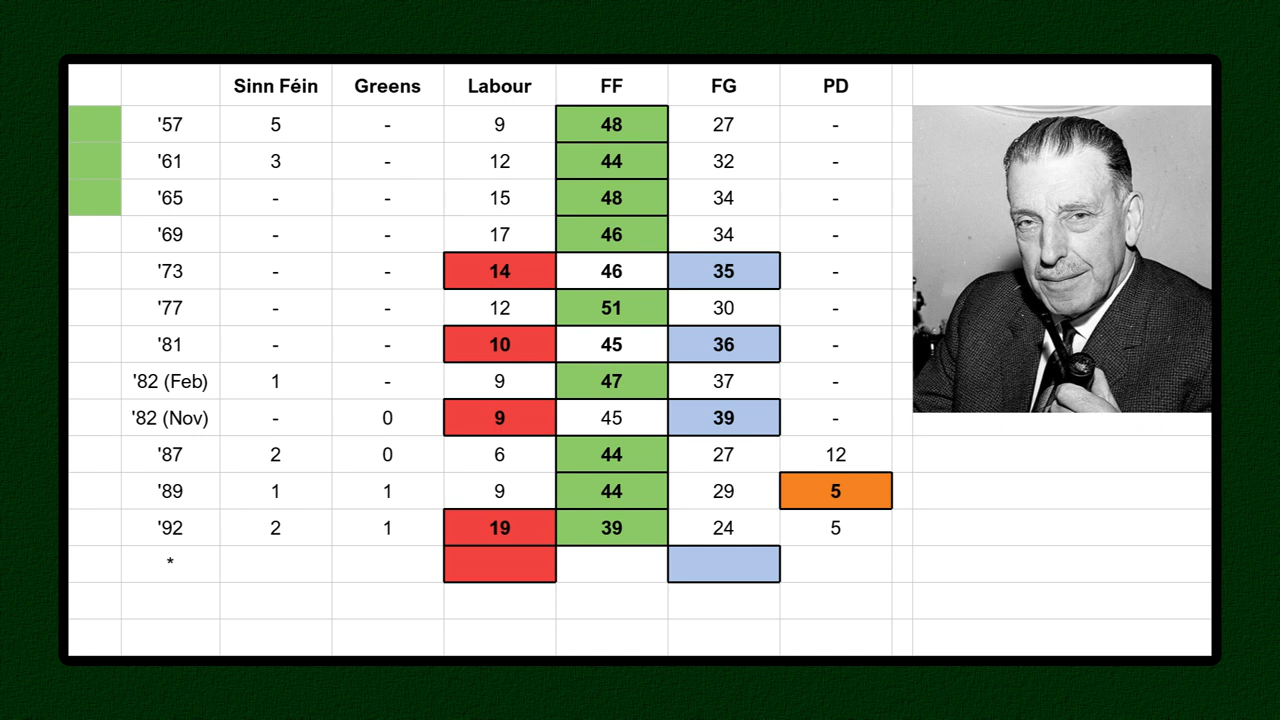 Sinn Féin Greens Labour FF FG PD
'57 5 - 9 48 27 -
'61 3 - 12 44 32 -
'65 - - 15 48 34 -
'69 - - 17 46 34 -
'73 - - 14 46 35 -
'77 - - 12 51 30 -
'81 - - 10 45 36 -
'82 (Feb) 1 - 9 47 37 -
'82 (Nov) - 0 9 45 39 -
'87 2 0 6 44 27 12
'89 1 1 9 44 29 5
'92 2 1 19 39 24 5
*